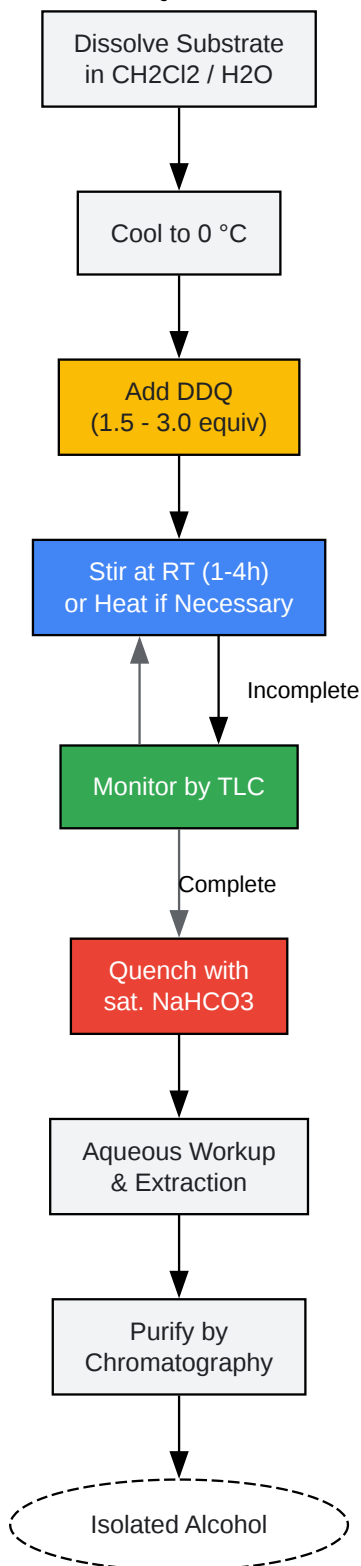 Dissolve Substrate
in CH2Cl2 / H2O
Cool to 0 °C
Add DDQ
(1.5 - 3.0 equiv)
Stir at RT (1-4h)
or Heat if Necessary
Incomplete
Monitor by TLC
Complete
Quench with
sat. NaHCO3
Aqueous Workup
& Extraction
Purify by
Chromatography
Isolated Alcohol